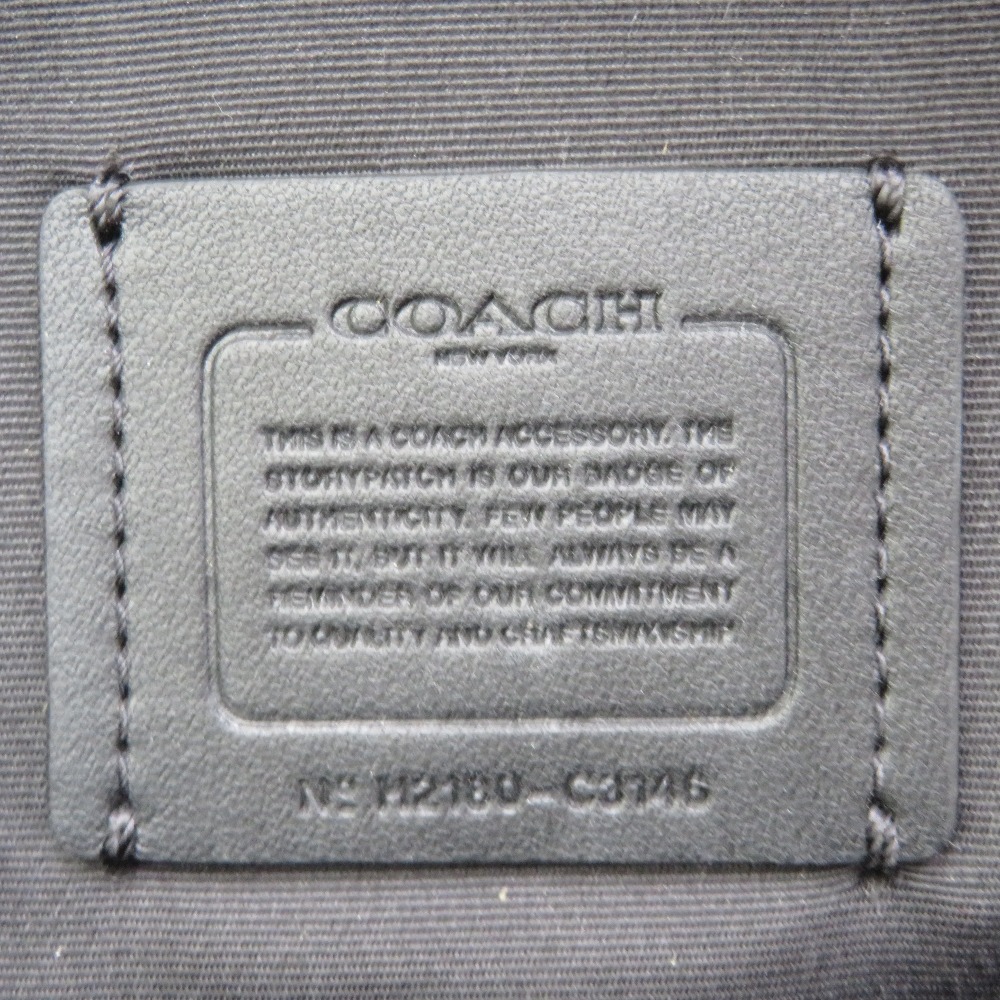 COACH
NEW YORK
THIS IS A COACH ACCESSORY. THE
STORYPATCH IS OUR BADGE OF
AUTHENTICITY. FEW PEOPLE MAY
SEE IT, BUT IT WILL ALWAYS BE A
REMINDER OF OUR COMMITMENT
TO QUALITY AND CRAFTSMANSHIP
Nº H2180-C3146